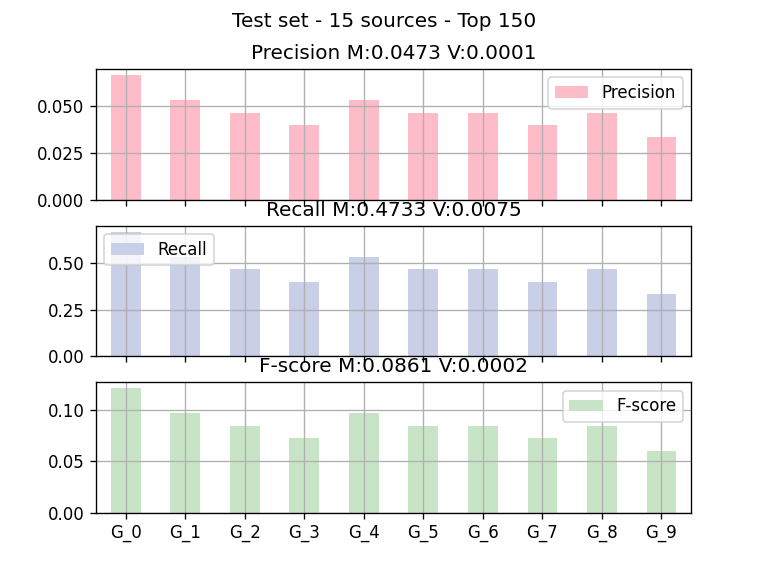 Test set - 15 sources - Top 150
Precision M:0.0473 V:0.0001
0.050
0.025
0.000
Precision
Recall M:0.4733 V:0.0075
0.50
0.25
0.00
Recall
F-score M:0.0861 V:0.0002
0.10
0.05
0.00
F-score
G_0 G_1 G_2 G_3 G_4 G_5 G_6 G_7 G_8 G_9